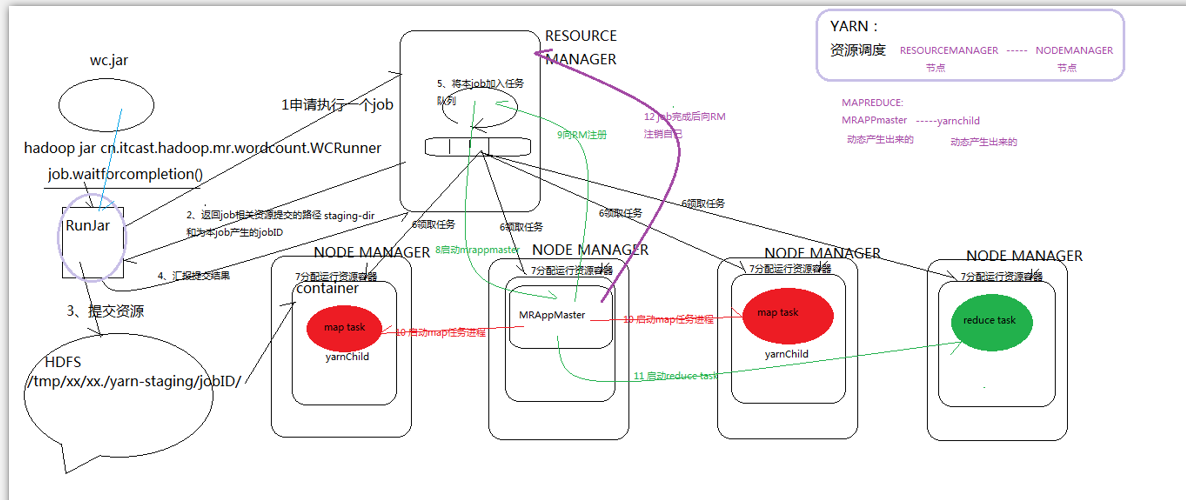 wc.jar
hadoop jar cn.itcast.hadoop.mr.wordcount.WCRunner
job.waitforcompletion()
RunJar
1申请执行一个job
2、返回job相关资源提交的路径 staging-dir
和为本job产生的jobID
4、汇报提交结果
3、提交资源
HDFS
/tmp/xx/xx./yarn-staging/jobID/
RESOURCE
MANAGER
5、将本job加入任务
队列
9向RM注册
12 job完成后向RM
注销自己
6领取任务
6领取任务
6领取任务
6领取任务
8启动mrappmaster
NODE MANAGER
7分配运行资源容器
container
map task
yarnChild
10 启动map任务进程
NODE MANAGER
7分配运行资源容器
MRAppMaster
10 启动map任务进程
11 启动reduce task
NODE MANAGER
7分配运行资源容器
map task
yarnChild
NODE MANAGER
7分配运行资源容器
reduce task
YARN：
资源调度 RESOURCEMANAGER ----- NODEMANAGER
节点 节点
MAPREDUCE:
MRAPPmaster -----yarnchild
动态产生出来的 动态产生出来的